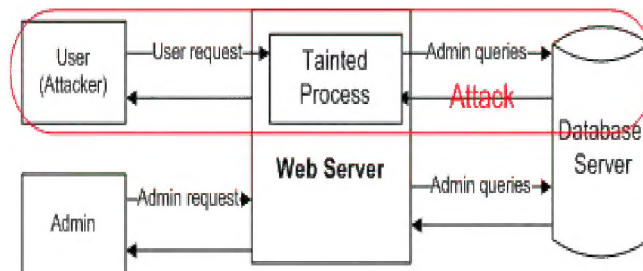 User
(Attacker)
User request
Tainted
Process
Admin queries
Attack
Database
Server
Web Server
Admin
Admin request
Admin queries